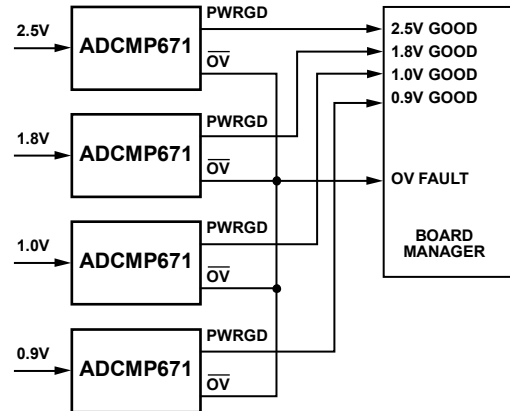 2.5V
ADCMP671
PWRGD
OV
1.8V
ADCMP671
PWRGD
OV
1.0V
ADCMP671
PWRGD
OV
0.9V
ADCMP671
PWRGD
OV
2.5V GOOD
1.8V GOOD
1.0V GOOD
0.9V GOOD
OV FAULT
BOARD
MANAGER